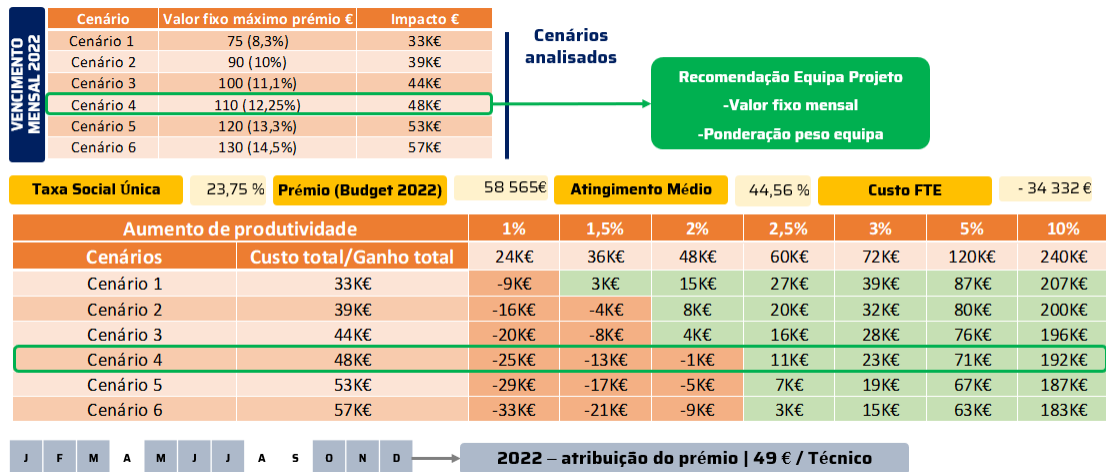 VENCIMENTO
MENSAL 2022
Cenário Valor fixo máximo prémio € Impacto €
Cenário 1 75 (8,3%) 33K€
Cenário 2 90 (10%) 39K€
Cenário 3 100 (11,1%) 44K€
Cenário 4 110 (12,25%) 48K€
Cenário 5 120 (13,3%) 53K€
Cenário 6 130 (14,5%) 57K€
Cenários
analisados
Recomendação Equipa Projeto
-Valor fixo mensal
-Ponderação peso equipa
Taxa Social Única 23,75 % Prémio (Budget 2022) 58 565€ Atingimento Médio 44,56 % Custo FTE - 34 332 €
Aumento de produtividade 1% 1,5% 2% 2,5% 3% 5% 10%
Cenários Custo total/Ganho total 24K€ 36K€ 48K€ 60K€ 72K€ 120K€ 240K€
Cenário 1 33K€ -9K€ 3K€ 15K€ 27K€ 39K€ 87K€ 207K€
Cenário 2 39K€ -16K€ -4K€ 8K€ 20K€ 32K€ 80K€ 200K€
Cenário 3 44K€ -20K€ -8K€ 4K€ 16K€ 28K€ 76K€ 196K€
Cenário 4 48K€ -25K€ -13K€ -1K€ 11K€ 23K€ 71K€ 192K€
Cenário 5 53K€ -29K€ -17K€ -5K€ 7K€ 19K€ 67K€ 187K€
Cenário 6 57K€ -33K€ -21K€ -9K€ 3K€ 15K€ 63K€ 183K€
J F M A M J J A S O N D 2022 – atribuição do prémio | 49 € / Técnico